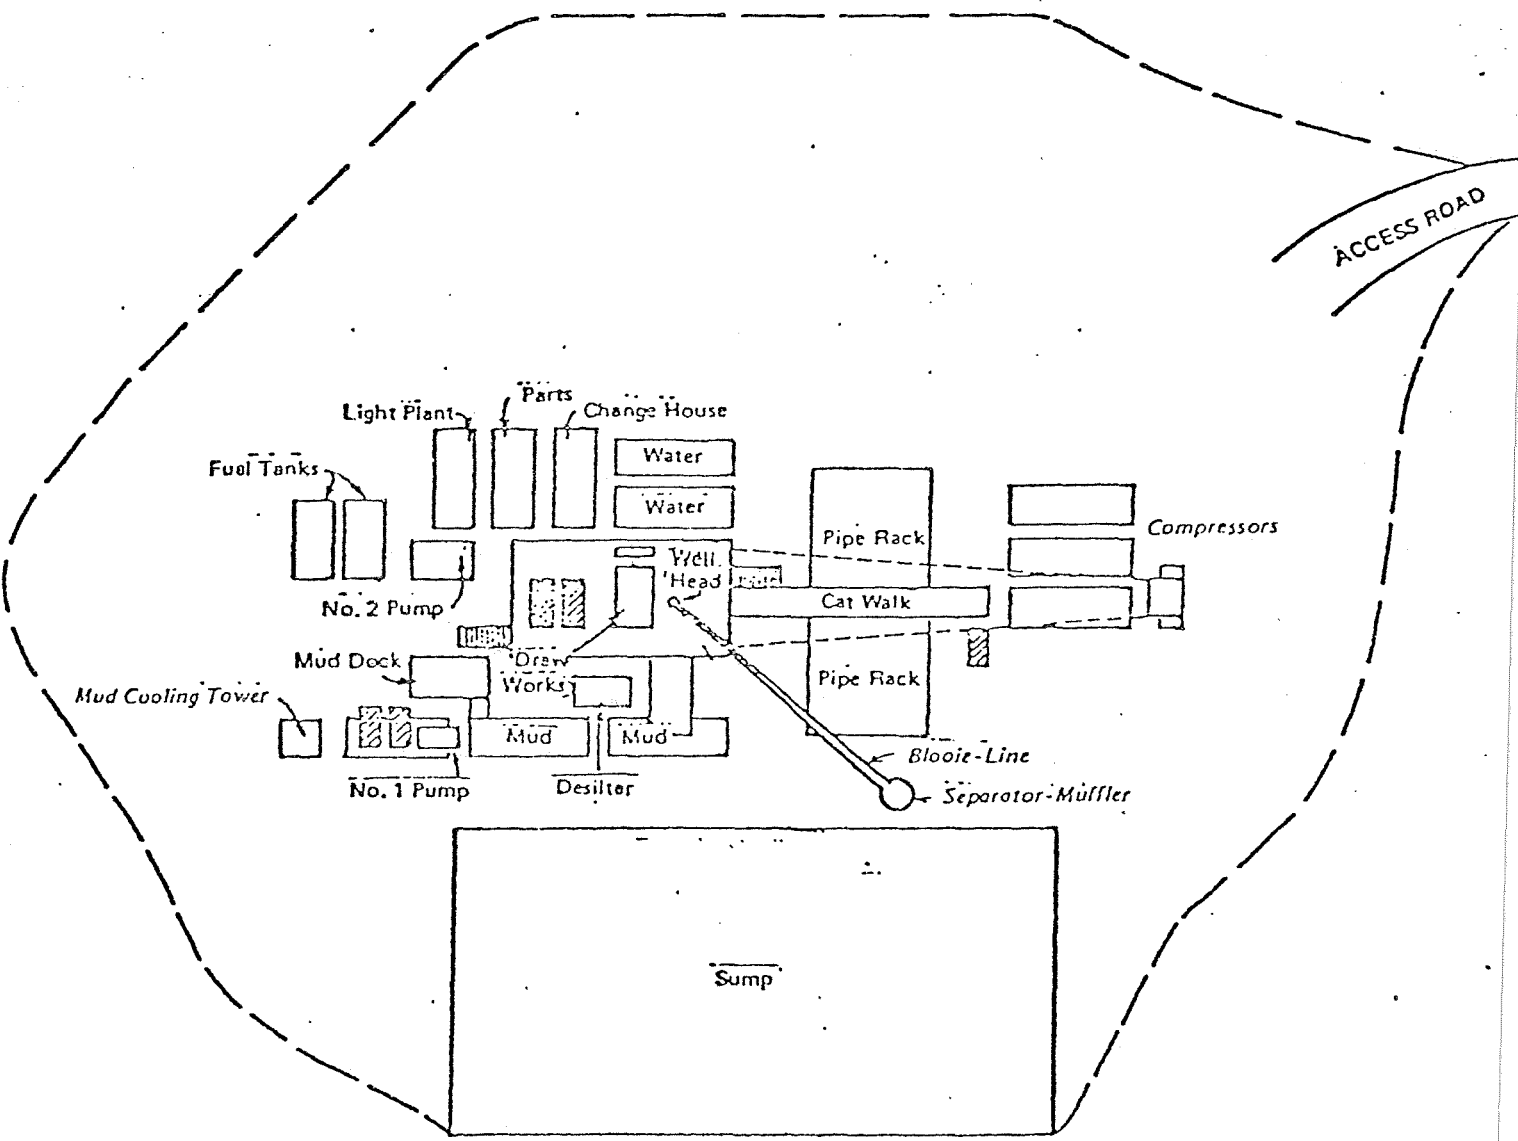 ACCESS ROAD
Parts
Light Plant
Change House
Fuel Tanks
Water
Water
Compressors
Pipe Rack
Well
Head
Cat Walk
No. 2 Pump
Mud Dock
Draw
Works
Pipe Rack
Mud Cooling Tower
Mud
Mud
Blooie-Line
No. 1 Pump
Desilter
Separator-Muffler
Sump